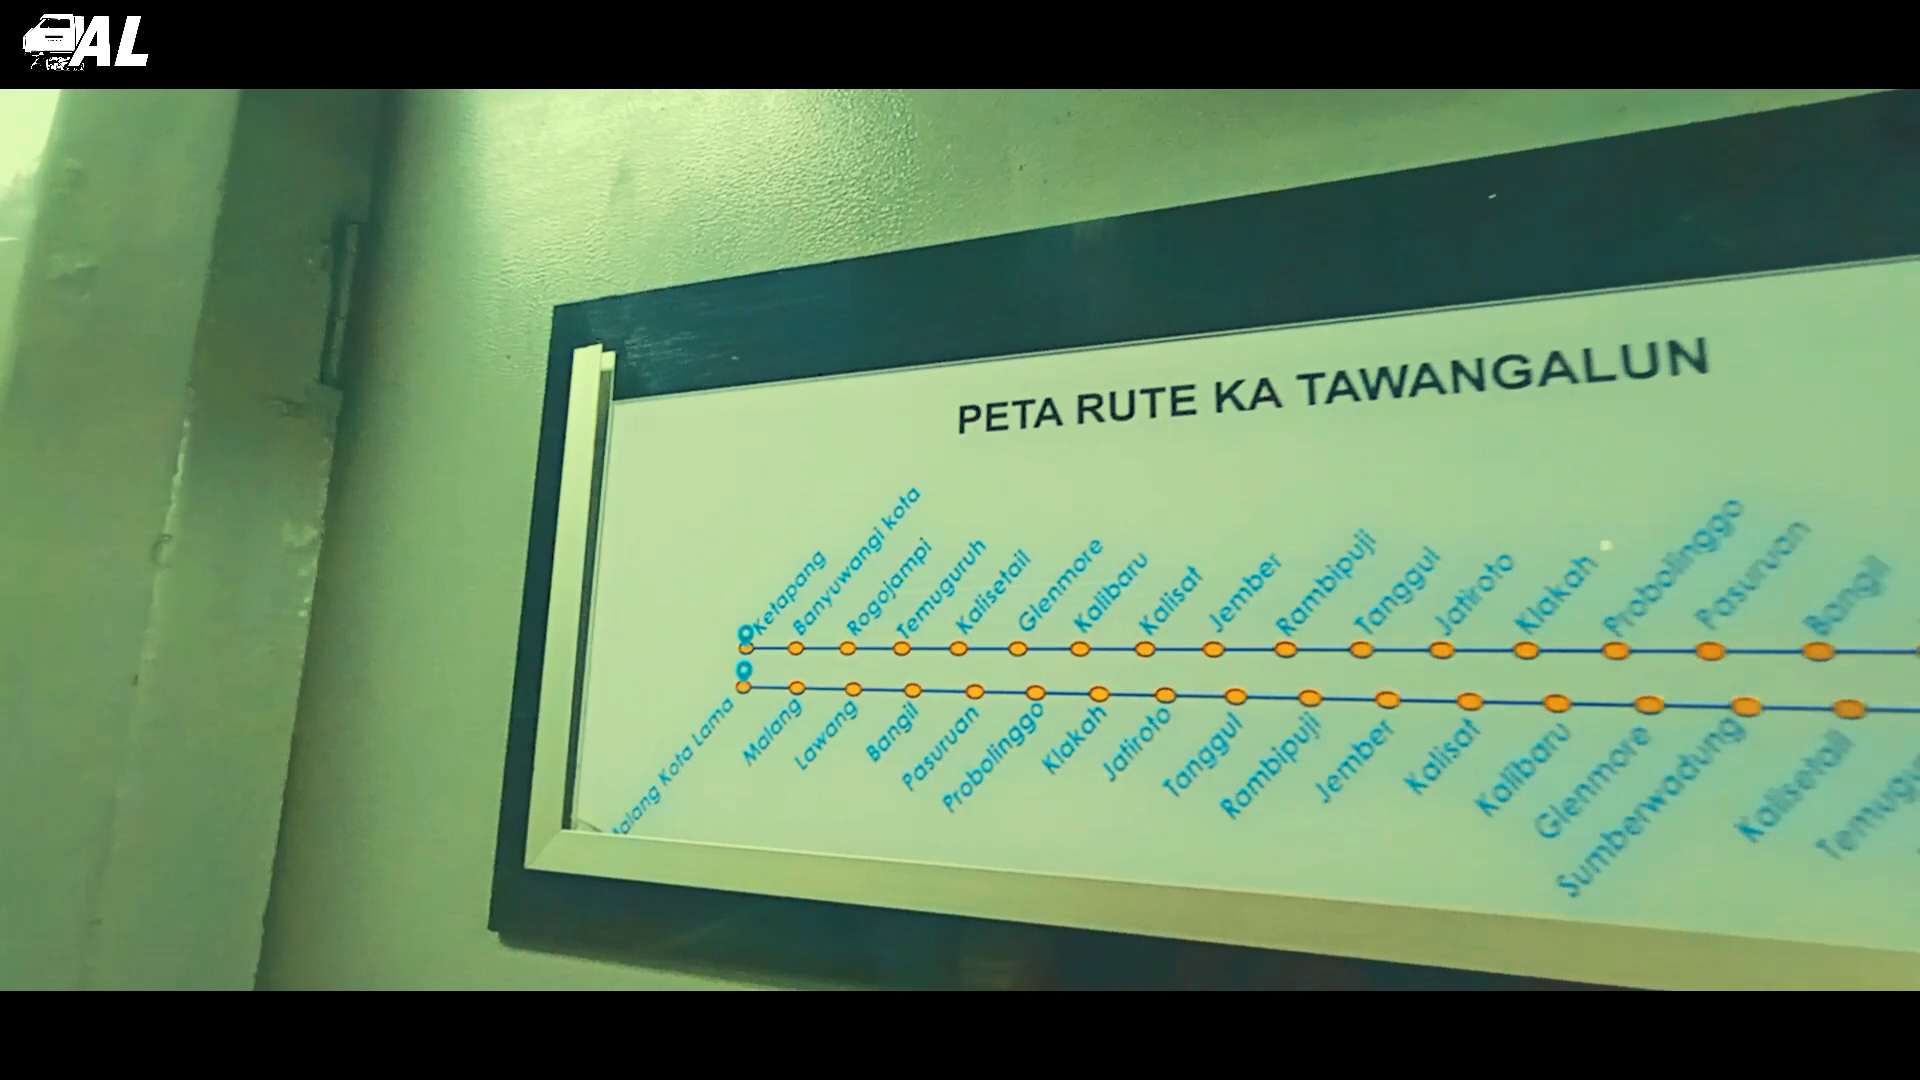 AL
PETA RUTE KA TAWANGALUN
Ketapang
Banyuwangi kota
Rogojampi
Temuguruh
Kalisetail
Glenmore
Kalibaru
Kalisat
Jember
Rambipuji
Tanggul
Jatiroto
Klakah
Probolinggo
Pasuruan
Bangil
alang Kota Lama
Malang
Lawang
Bangil
Pasuruan
Probolinggo
Klakah
Jatiroto
Tanggul
Rambipuji
Jember
Kalisat
Kalibaru
Glenmore
Sumberwadung
Kalisetail
Temugu